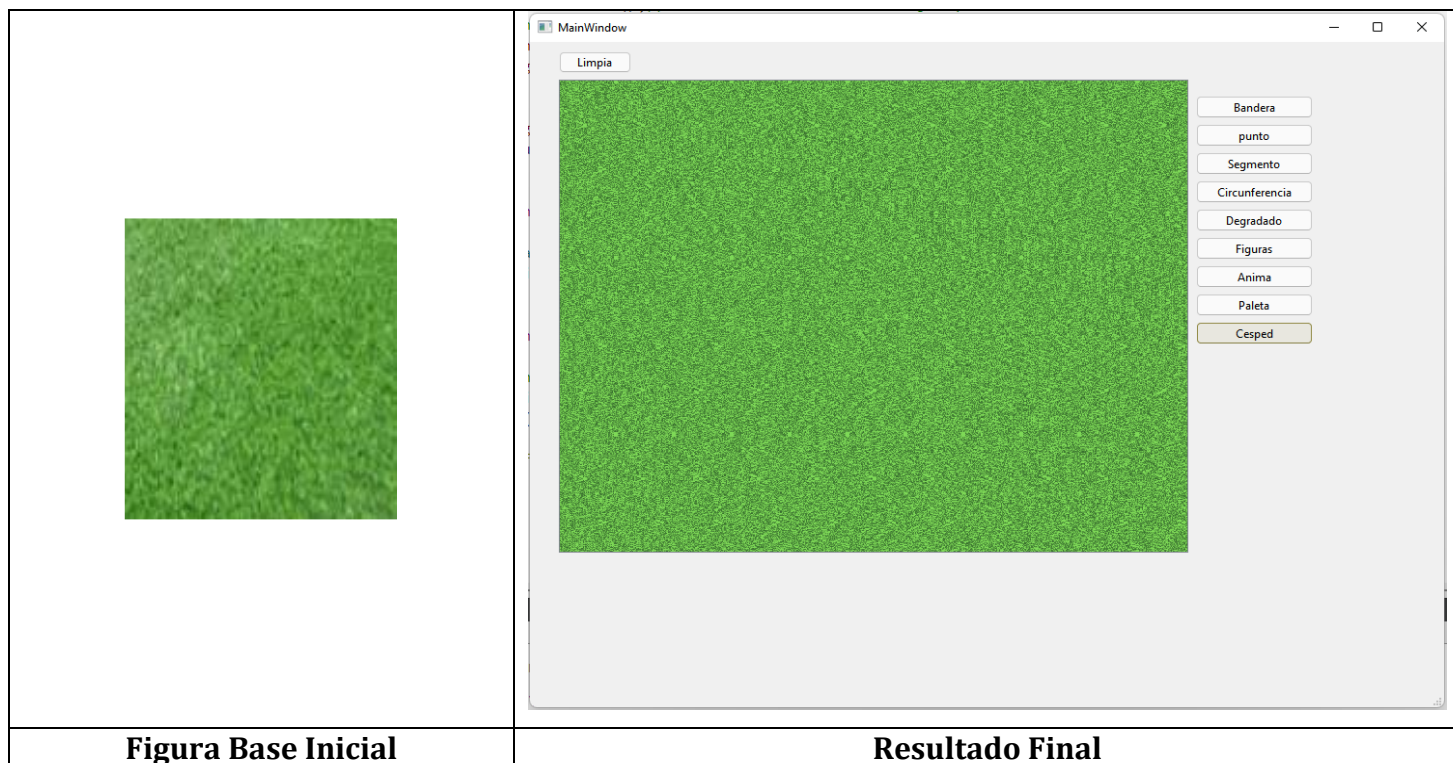 MainWindow
Limpia
Bandera
punto
Segmento
Circunferencia
Degradado
Figuras
Anima
Paleta
Cesped
Figura Base Inicial
Resultado Final